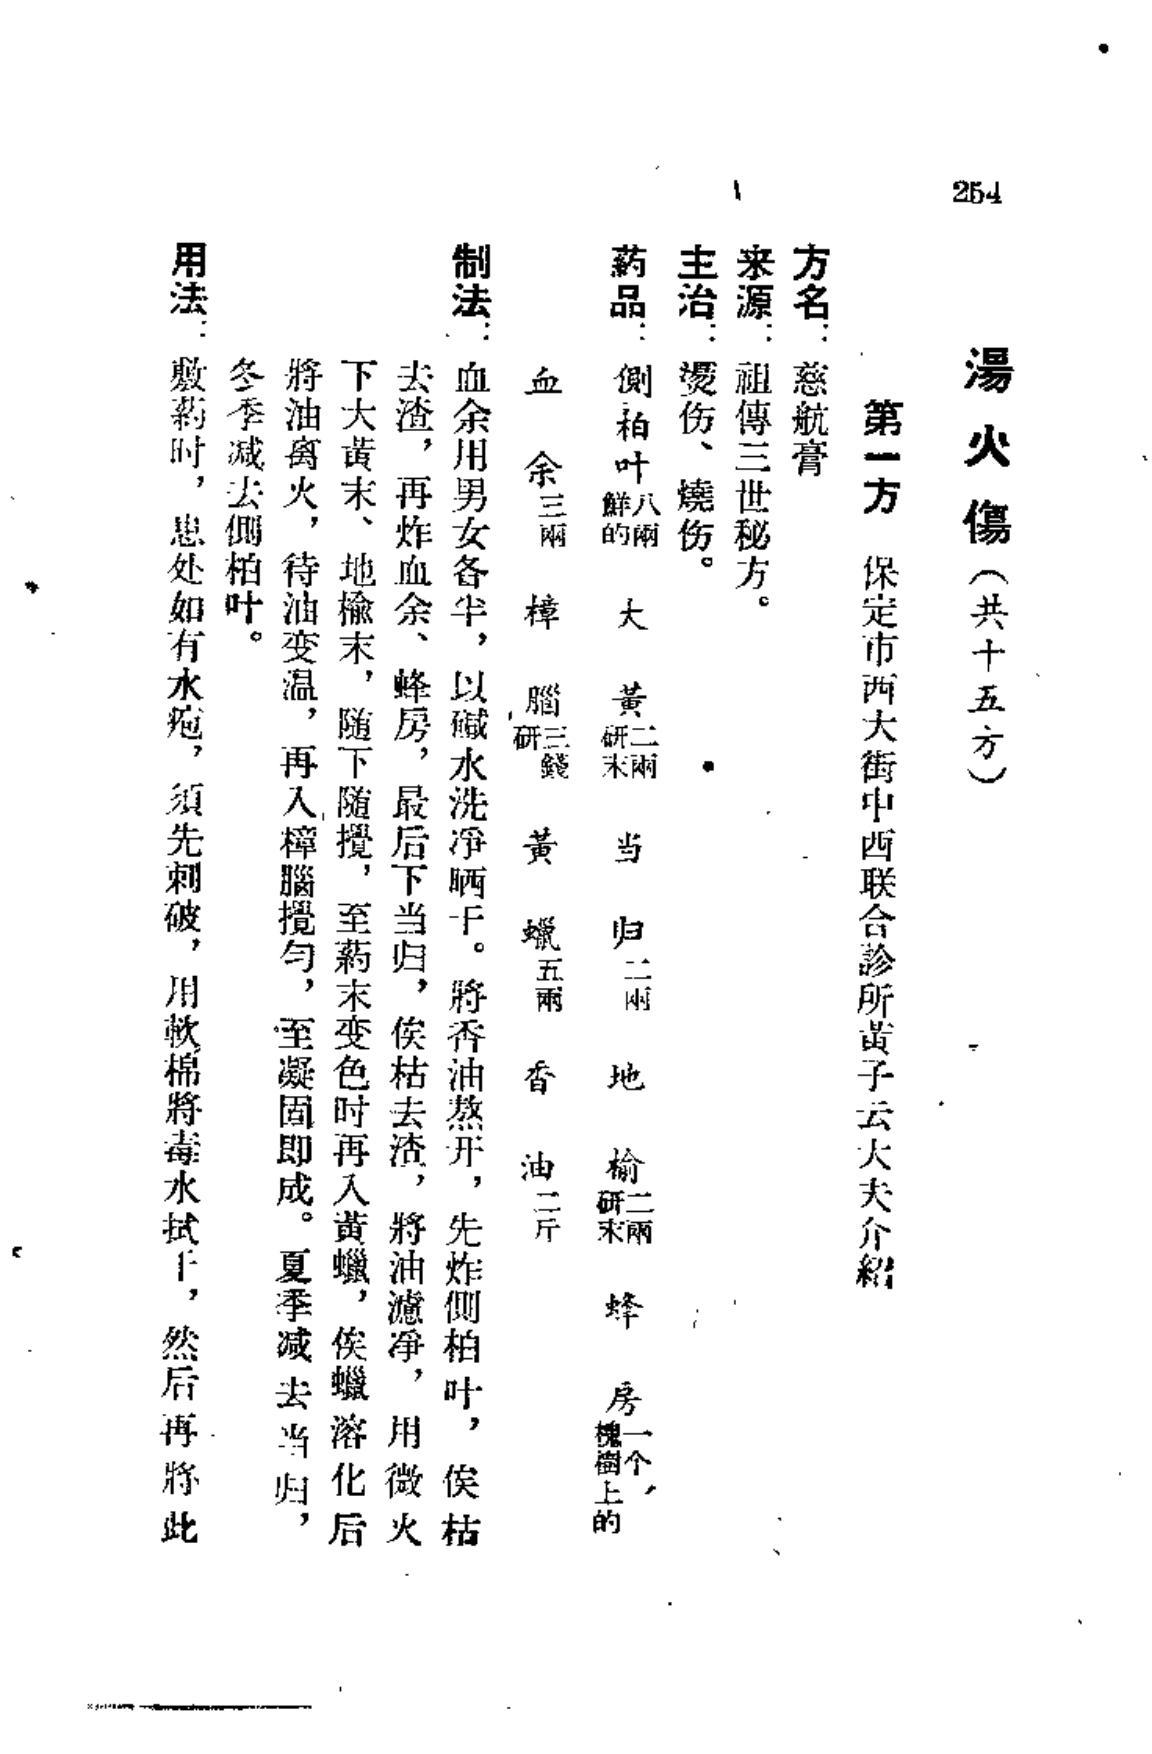 254
湯火傷(共十五方)
第一方 保定市西大街中西联合診所黃子云大夫介紹
方名:慈航膏
来源:祖傳三世秘方。
主治:燙伤、燒伤。
葯品:側柏叶八兩鮮的 大黃二兩研末 当归二兩 地榆二兩研末 蜂房一个,槐樹上的
血余三兩 樟腦三錢研 黃蠟五兩 香油二斤
制法:血余用男女各半,以碱水洗凈晒干。將香油熬开,先炸側柏叶,俟枯
去渣,再炸血余、蜂房,最后下当归,俟枯去渣,將油濾凈,用微火
下大黃末、地榆末,随下随攪,至葯末变色时再入黃蠟,俟蠟溶化后
將油离火,待油变温,再入樟腦攪匀,至凝固即成。夏季减去当归,
冬季减去側柏叶。
用法:敷葯时,患处如有水疱,須先刺破,用軟棉將毒水拭干,然后再將此